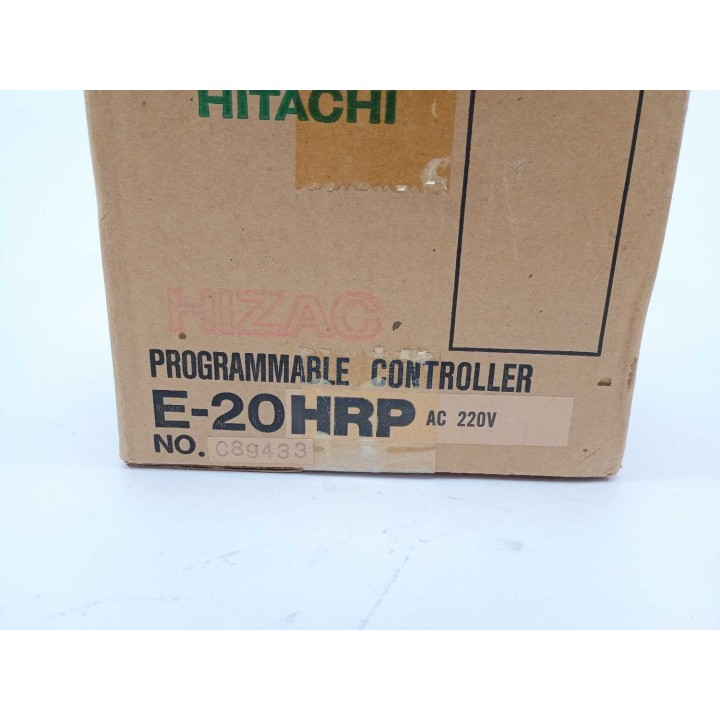 HITACHI
HIZAC
PROGRAMMABLE CONTROLLER
E-20HRP AC 220V
NO. C89433